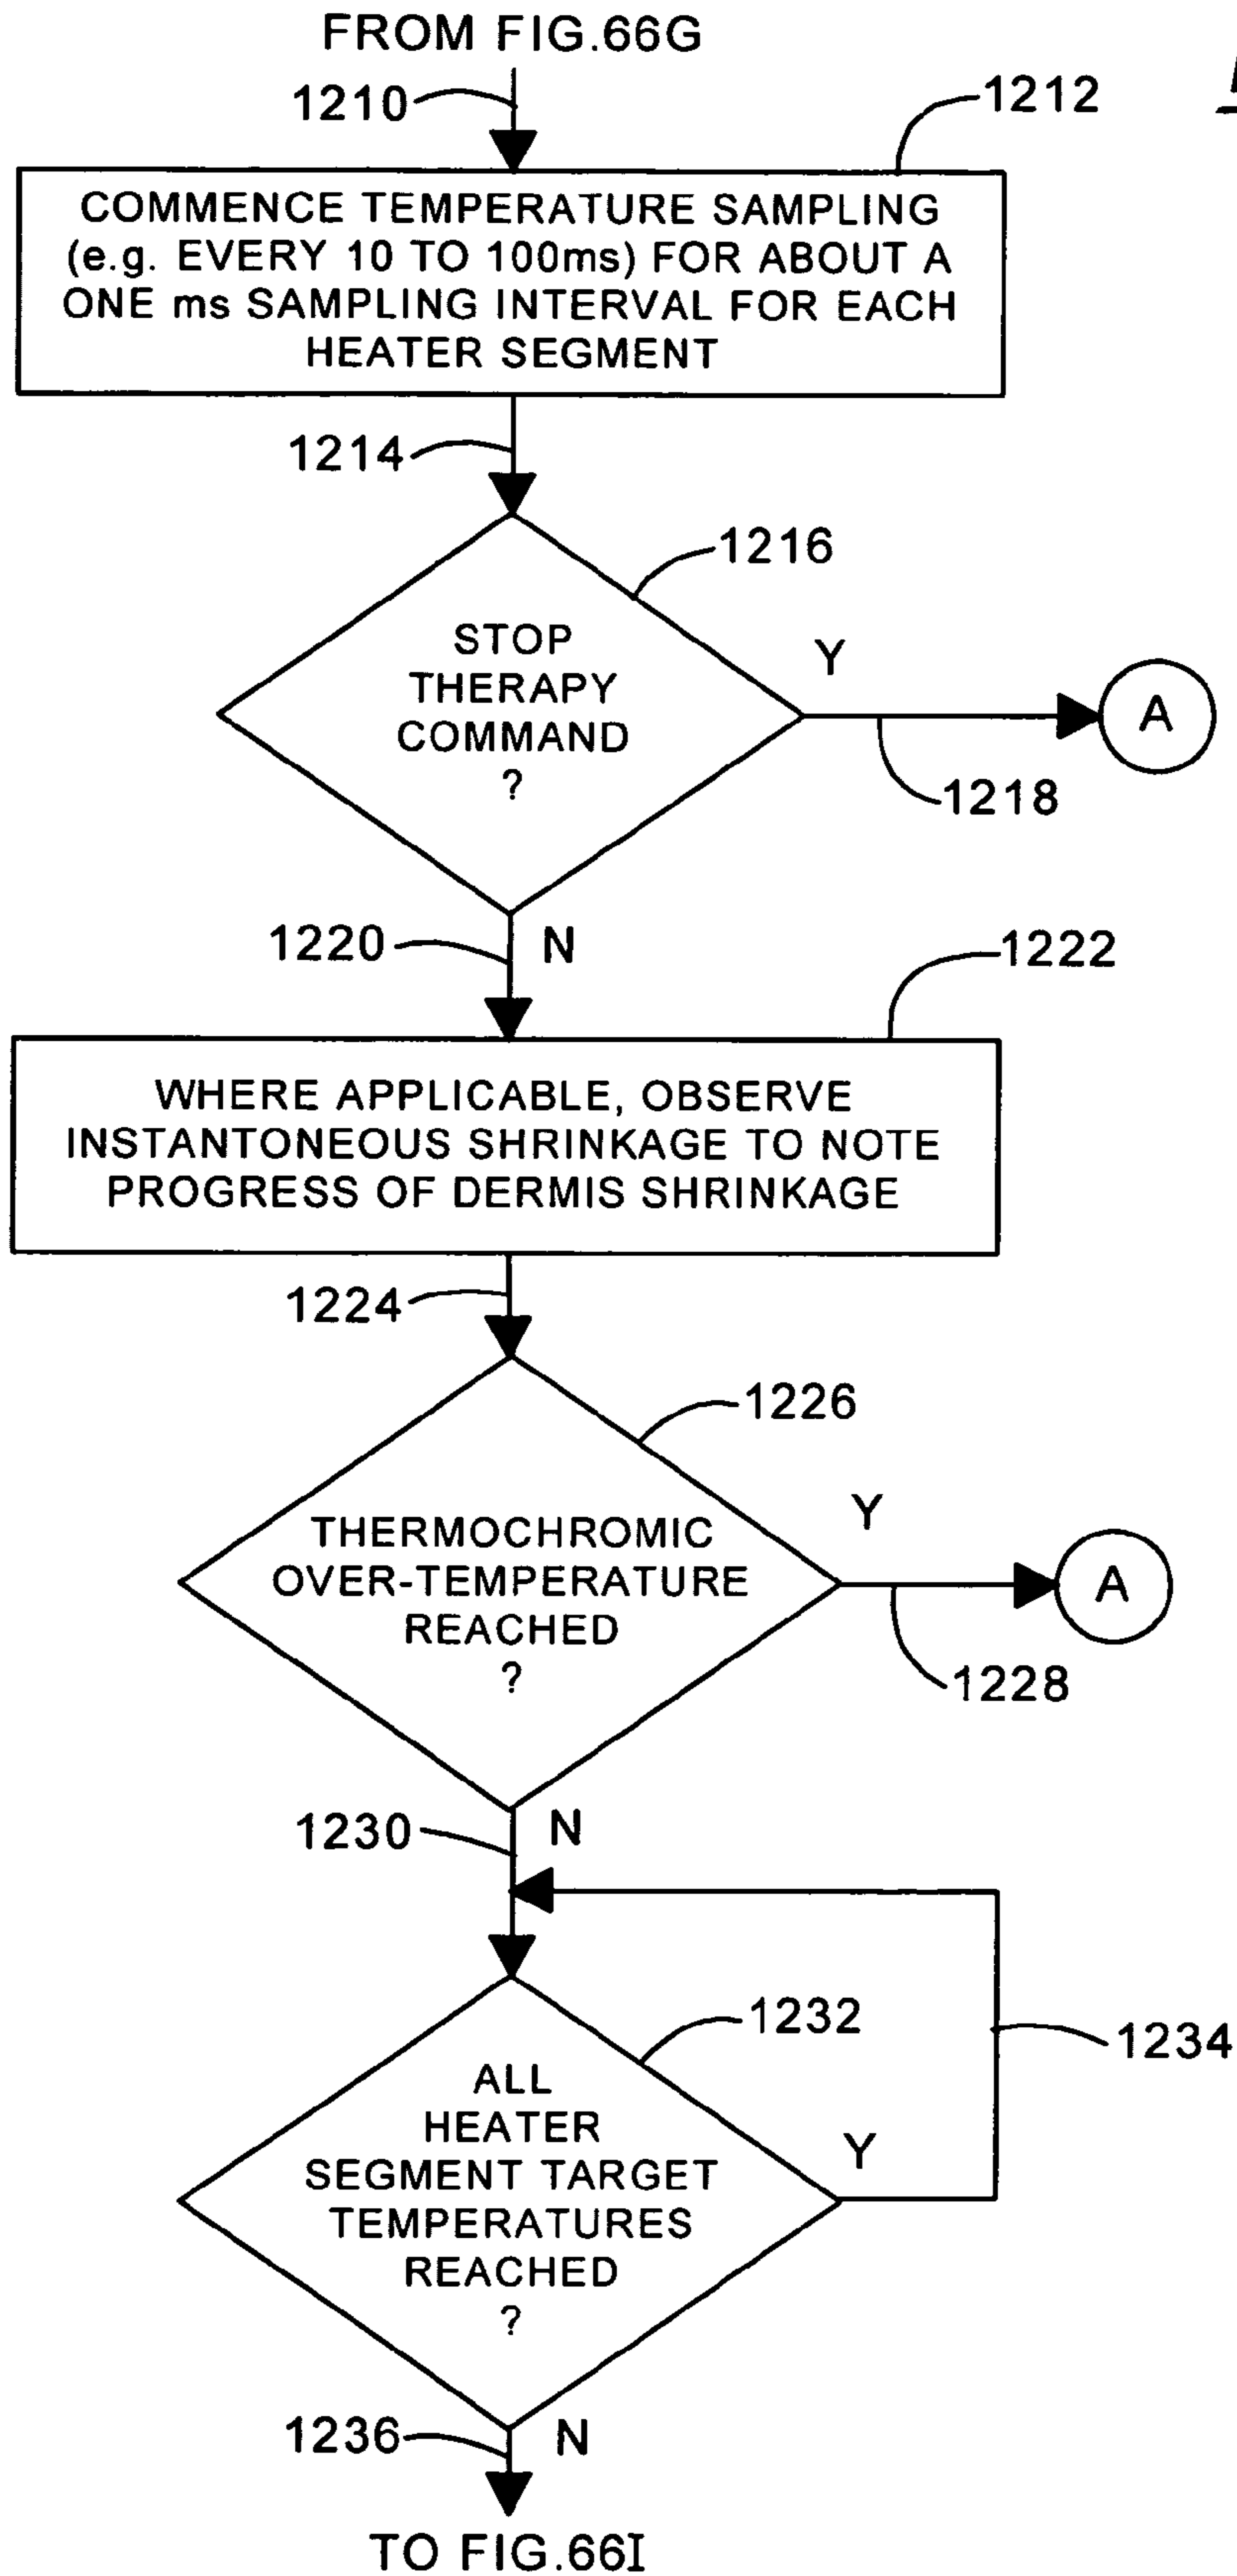 FROM FIG.66G
1210
1212
COMMENCE TEMPERATURE SAMPLING
(e.g. EVERY 10 TO 100ms) FOR ABOUT A
ONE ms SAMPLING INTERVAL FOR EACH
HEATER SEGMENT
1214
1216
STOP
THERAPY
COMMAND
?
Y
A
1218
1220
N
1222
WHERE APPLICABLE, OBSERVE
INSTANTONEOUS SHRINKAGE TO NOTE
PROGRESS OF DERMIS SHRINKAGE
1224
1226
THERMOCHROMIC
OVER-TEMPERATURE
REACHED
?
Y
A
1228
1230
N
1232
1234
ALL
HEATER
SEGMENT TARGET
TEMPERATURES
REACHED
?
Y
1236
N
TO FIG.66I